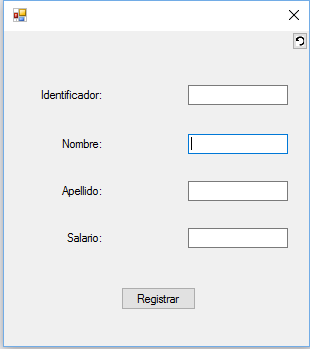 Identificador:
Nombre:
Apellido:
Salario:
Registrar